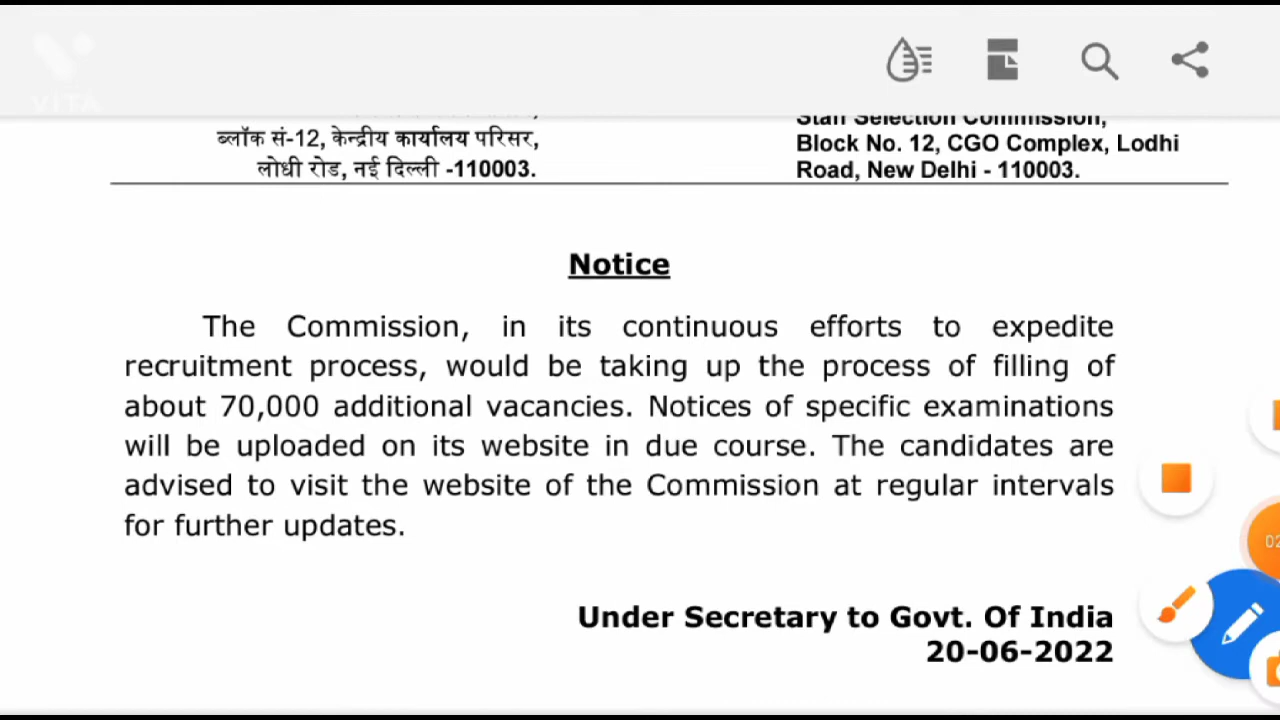 VITA
ब्लॉक सं-12, केन्द्रीय कार्यालय परिसर,
लोधी रोड, नई दिल्ली -110003.
Staff Selection Commission,
Block No. 12, CGO Complex, Lodhi
Road, New Delhi - 110003.
Notice
The Commission, in its continuous efforts to expedite
recruitment process, would be taking up the process of filling of
about 70,000 additional vacancies. Notices of specific examinations
will be uploaded on its website in due course. The candidates are
advised to visit the website of the Commission at regular intervals
for further updates.
Under Secretary to Govt. Of India
20-06-2022